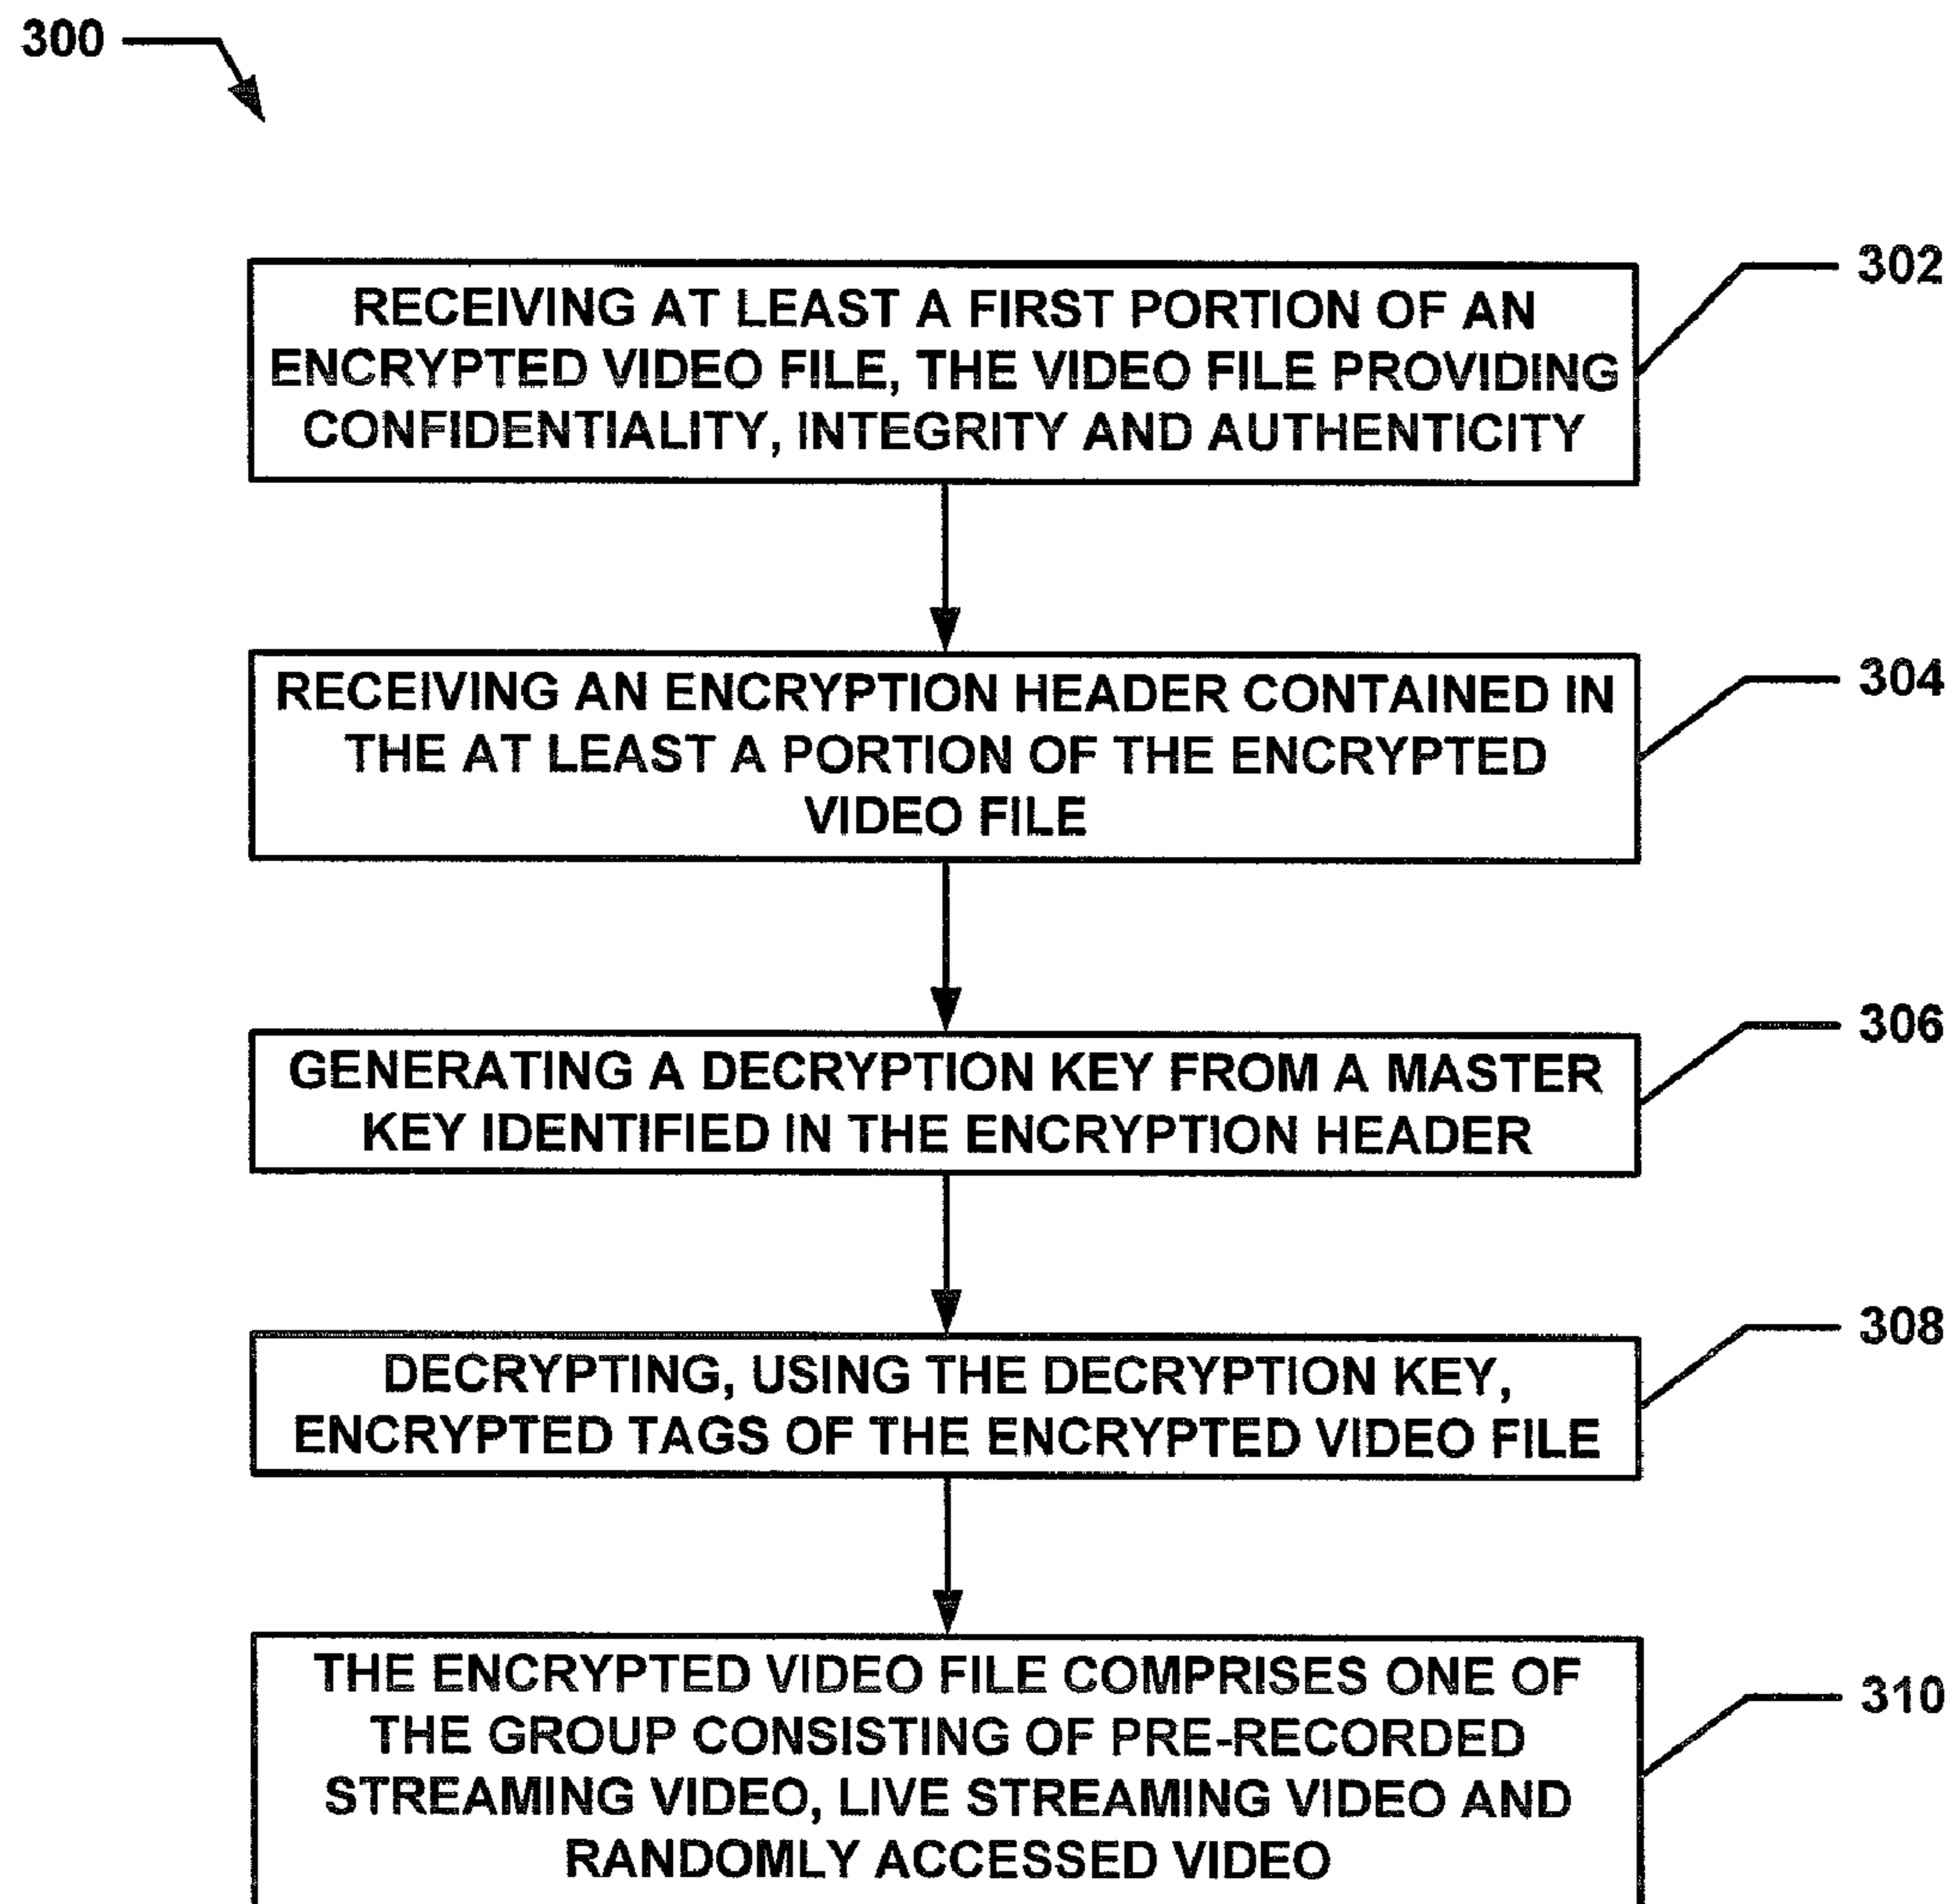 300
RECEIVING AT LEAST A FIRST PORTION OF AN
ENCRYPTED VIDEO FILE, THE VIDEO FILE PROVIDING
CONFIDENTIALITY, INTEGRITY AND AUTHENTICITY
302
RECEIVING AN ENCRYPTION HEADER CONTAINED IN
THE AT LEAST A PORTION OF THE ENCRYPTED
VIDEO FILE
304
GENERATING A DECRYPTION KEY FROM A MASTER
KEY IDENTIFIED IN THE ENCRYPTION HEADER
306
DECRYPTING, USING THE DECRYPTION KEY,
ENCRYPTED TAGS OF THE ENCRYPTED VIDEO FILE
308
THE ENCRYPTED VIDEO FILE COMPRISES ONE OF
THE GROUP CONSISTING OF PRE-RECORDED
STREAMING VIDEO, LIVE STREAMING VIDEO AND
RANDOMLY ACCESSED VIDEO
310